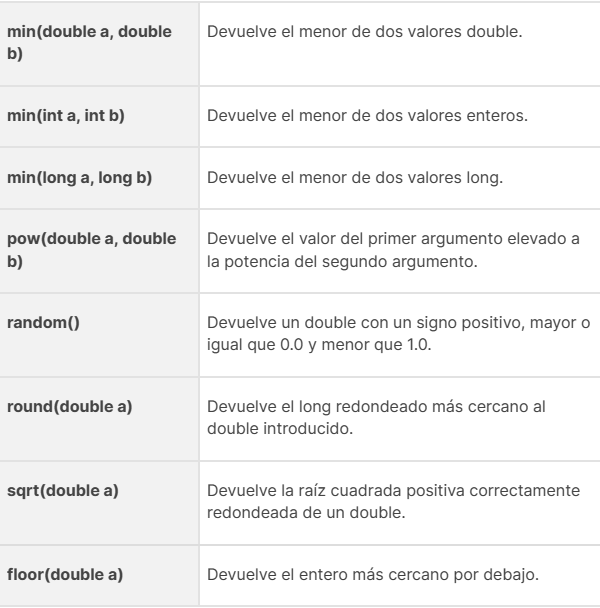 min(double a, double Devuelve el menor de dos valores double.
b)
min(int a, int b) Devuelve el menor de dos valores enteros.
min(long a, long b) Devuelve el menor de dos valores long.
pow(double a, double Devuelve el valor del primer argumento elevado a
b) la potencia del segundo argumento.
random() Devuelve un double con un signo positivo, mayor o
igual que 0.0 y menor que 1.0.
round(double a) Devuelve el long redondeado más cercano al
double introducido.
sqrt(double a) Devuelve la raíz cuadrada positiva correctamente
redondeada de un double.
floor(double a) Devuelve el entero más cercano por debajo.